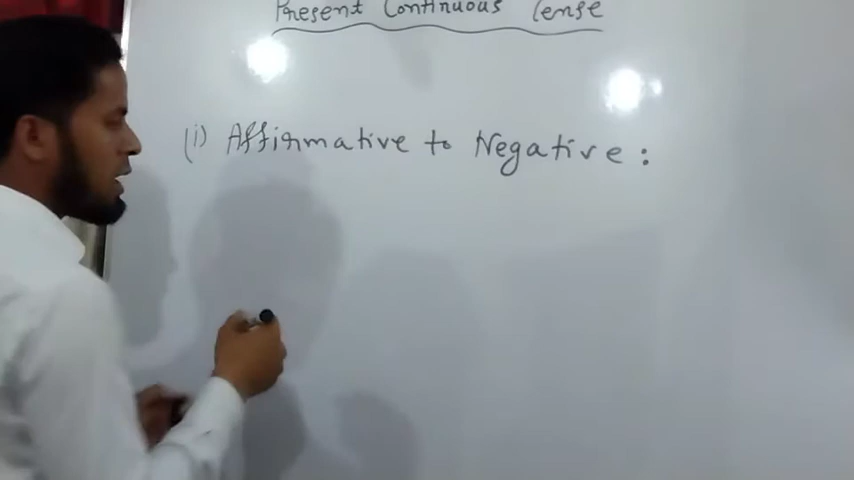 Present Continuous Tense
(i) Affirmative to Negative :